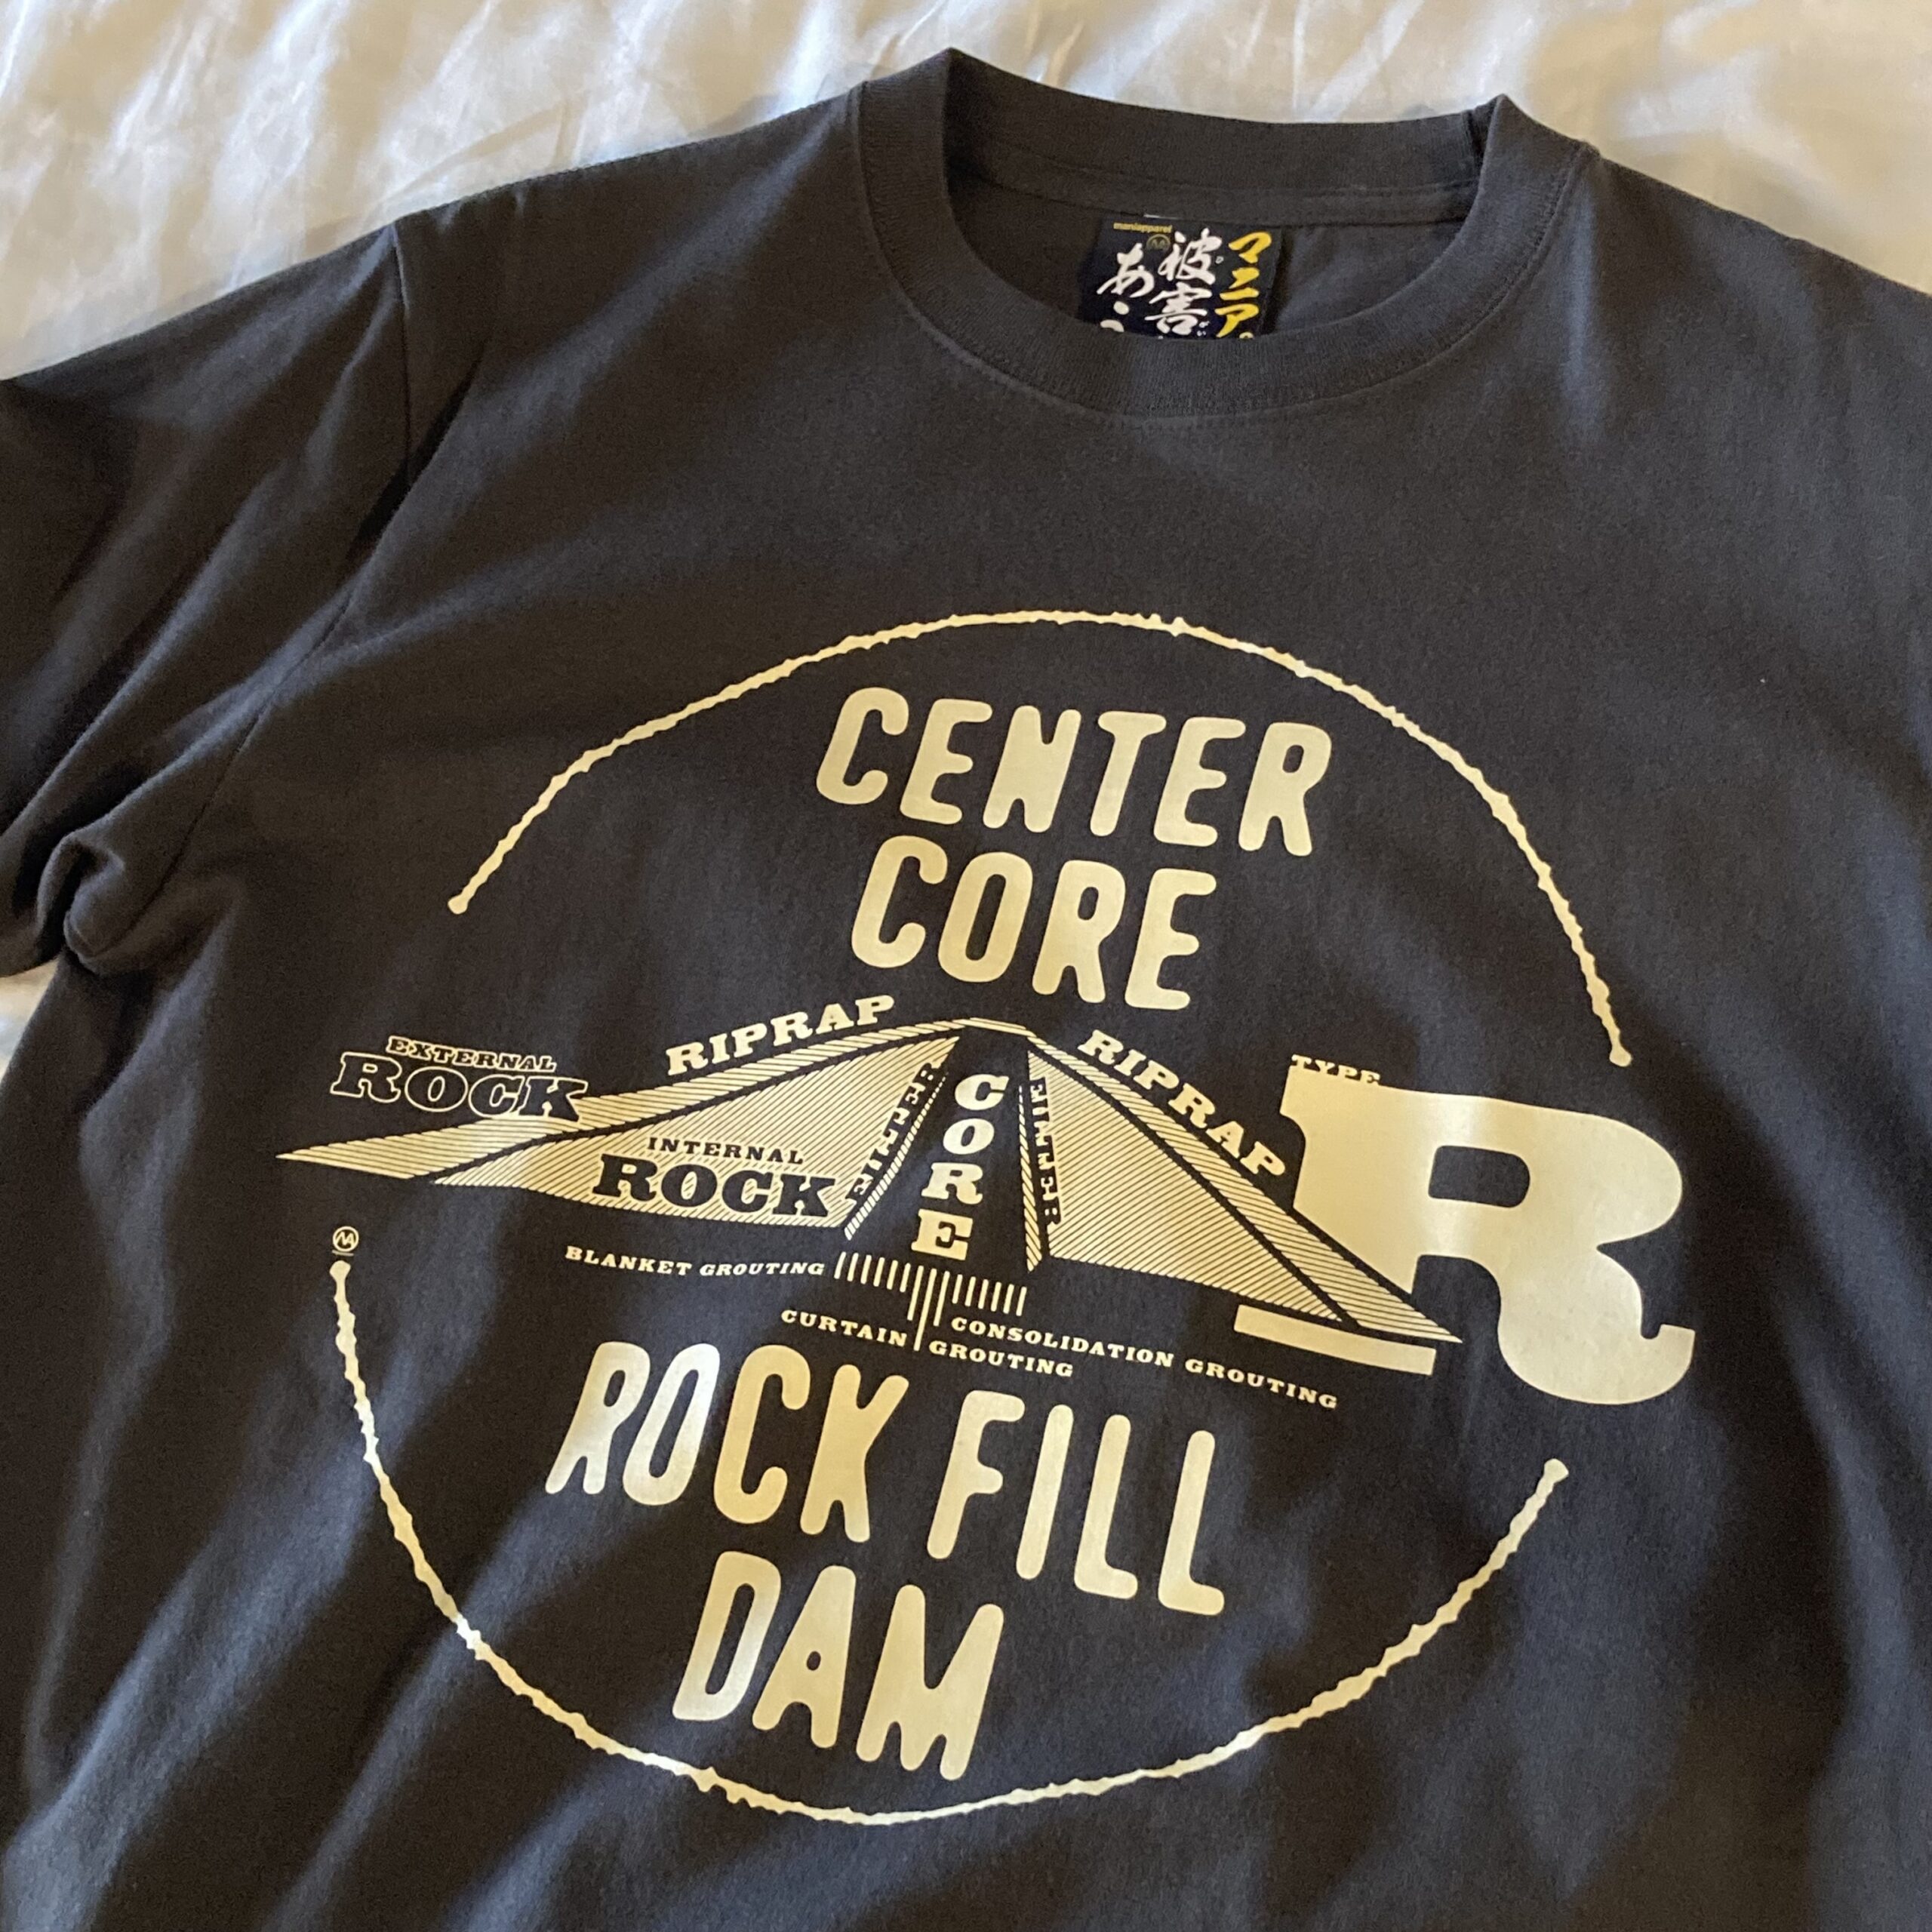 maniapparel
マニア。
被害
あ
CENTER
CORE
RIPRAP
RIPRAP
EXTERNAL
ROCK
TYPE
R
INTERNAL
ROCK
FILTER
CORE
FILTER
BLANKET GROUTING
CONSOLIDATION GROUTING
CURTAIN GROUTING
ROCK FILL
DAM